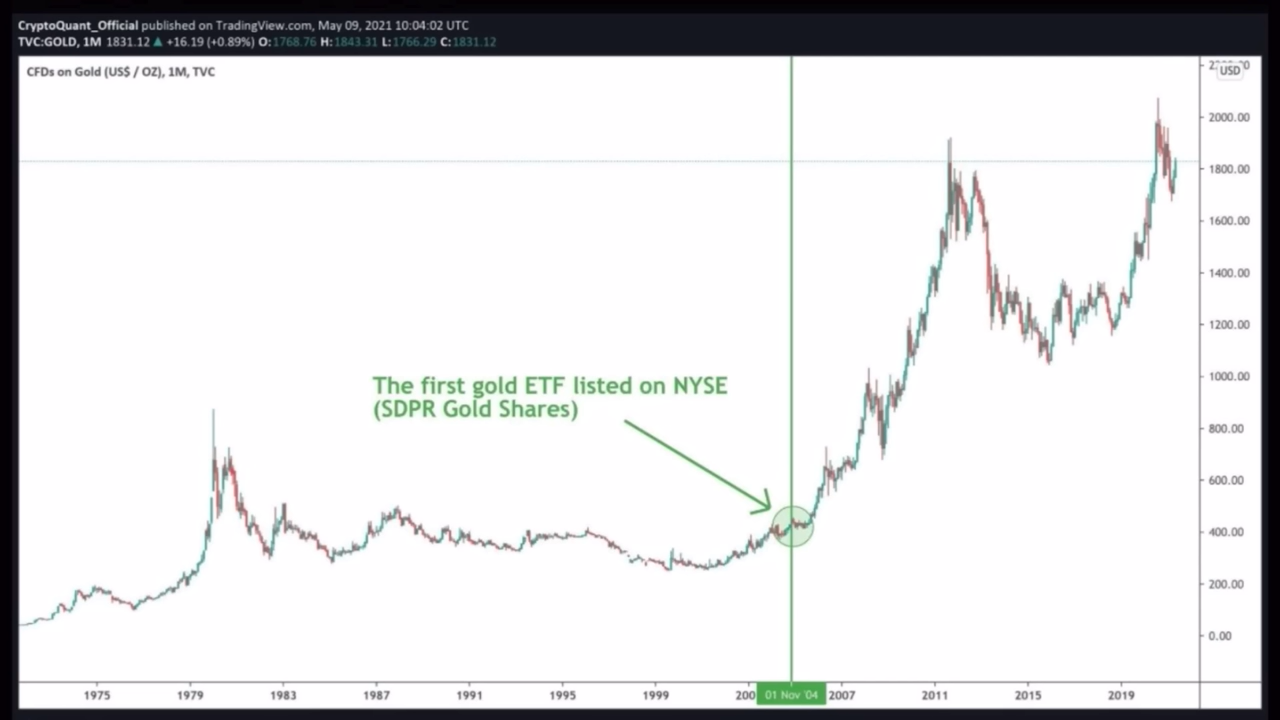 CryptoQuant_Official published on TradingView.com, May 09, 2021 10:04:02 UTC
TVC:GOLD, 1M 1831.12 ▲ +16.19 (+0.89%) O:1768.76 H:1843.31 L:1766.29 C:1831.12
CFDs on Gold (US$ / OZ), 1M, TVC
USD
2000.00
1800.00
1600.00
1400.00
1200.00
The first gold ETF listed on NYSE
(SDPR Gold Shares)
1000.00
800.00
600.00
400.00
200.00
0.00
1975 1979 1983 1987 1991 1995 1999 01 Nov '04 2007 2011 2015 2019